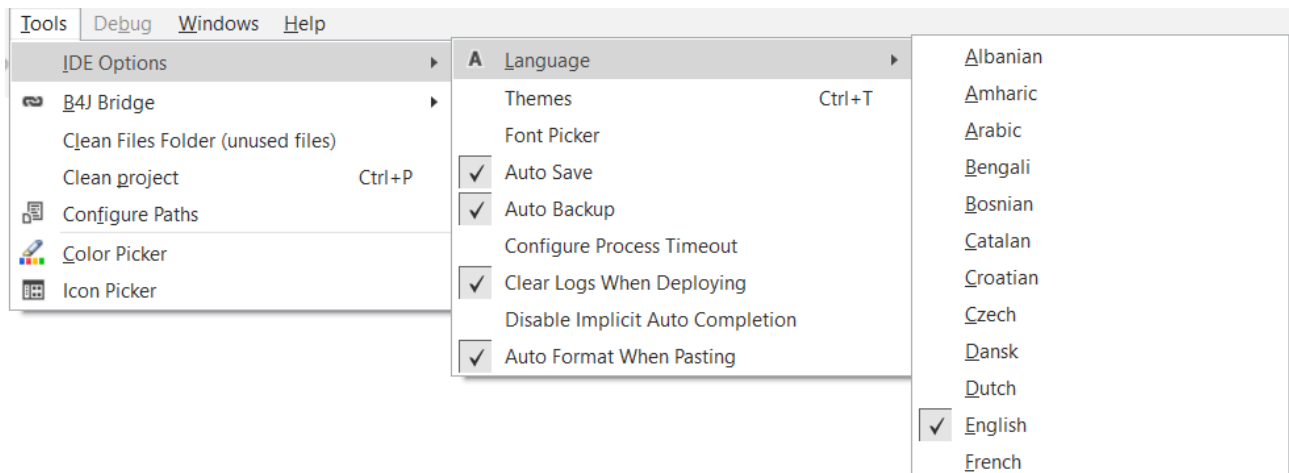 Tools Debug Windows Help
IDE Options
B4J Bridge
Clean Files Folder (unused files)
Clean project Ctrl+P
Configure Paths
Color Picker
Icon Picker
A Language
Themes Ctrl+T
Font Picker
Auto Save
Auto Backup
Configure Process Timeout
Clear Logs When Deploying
Disable Implicit Auto Completion
Auto Format When Pasting
Albanian
Amharic
Arabic
Bengali
Bosnian
Catalan
Croatian
Czech
Dansk
Dutch
English
French